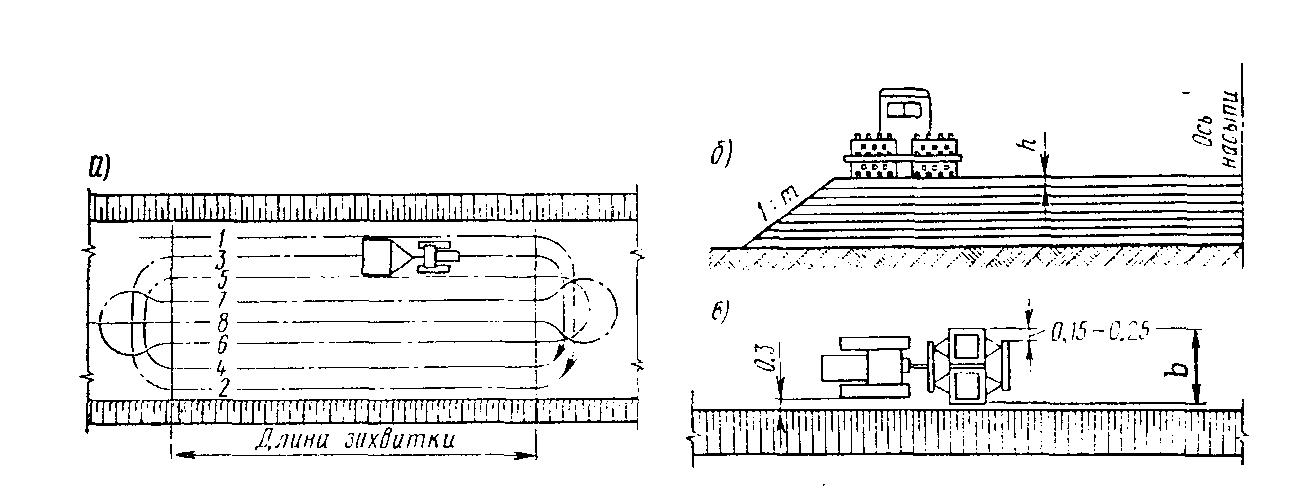 а)
1
3
5
7
8
6
4
2
Длина захватки
б)
1:m
h
Ось
насыпи
в)
0.3
0,15-0.25
b